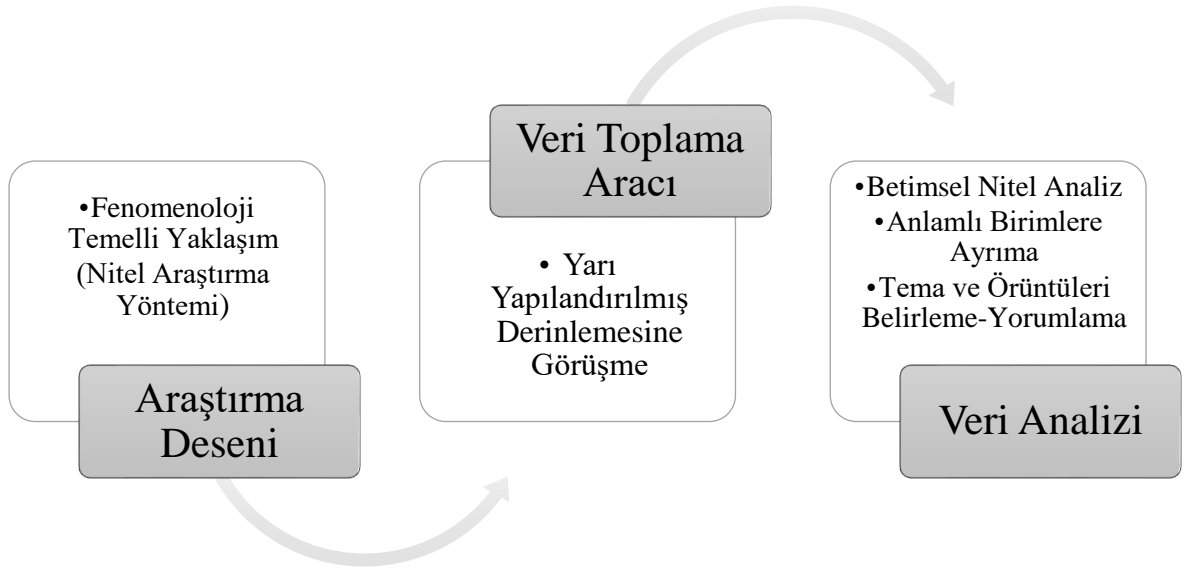 •Fenomenoloji
Temelli Yaklaşım
(Nitel Araştırma
Yöntemi)
Araştırma
Deseni
Veri Toplama
Aracı
• Yarı
Yapılandırılmış
Derinlemesine
Görüşme
•Betimsel Nitel Analiz
•Anlamlı Birimlere
Ayrıma
•Tema ve Örüntüleri
Belirleme-Yorumlama
Veri Analizi